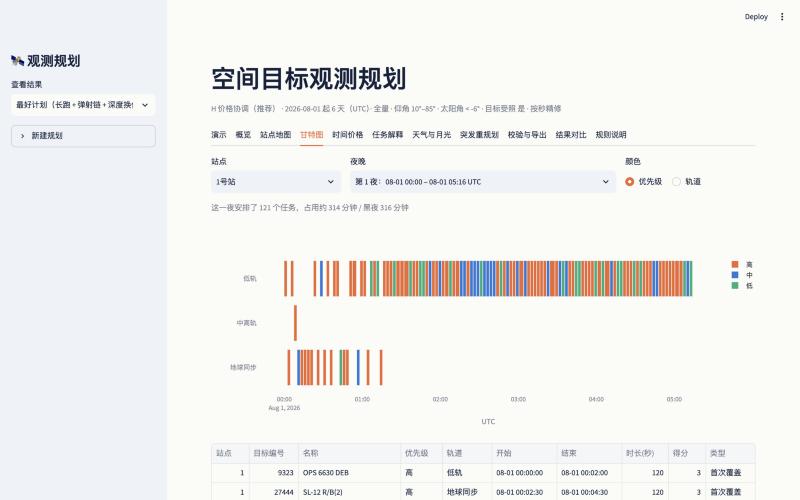 Deploy
观测规划
查看结果
最好计划（长跑 + 弹射链 + 深度换
新建规划
空间目标观测规划
H 价格协调（推荐） · 2026-08-01 起 6 天（UTC）· 全量 · 仰角 10°–85° · 太阳角 < -6° · 目标受照 是 · 按秒精修
演示 概览 站点地图 甘特图 时间价格 任务解释 天气与月光 突发重规划 校验与导出 结果对比 规则说明
站点 夜晚 颜色
1号站 第 1 夜：08-01 00:00 – 08-01 05:16 UTC 优先级 轨道
这一夜安排了 121 个任务，占用约 314 分钟 / 黑夜 316 分钟
高
中
低
低轨
中高轨
地球同步
00:00 01:00 02:00 03:00 04:00 05:00
Aug 1, 2026
UTC
站点 目标编号 名称 优先级 轨道 开始 结束 时长(秒) 得分 类型
1 9323 OPS 6630 DEB 高 低轨 08-01 00:00:00 08-01 00:02:00 120 3 首次覆盖
1 27444 SL-12 R/B(2) 高 地球同步 08-01 00:02:30 08-01 00:04:30 120 3 首次覆盖